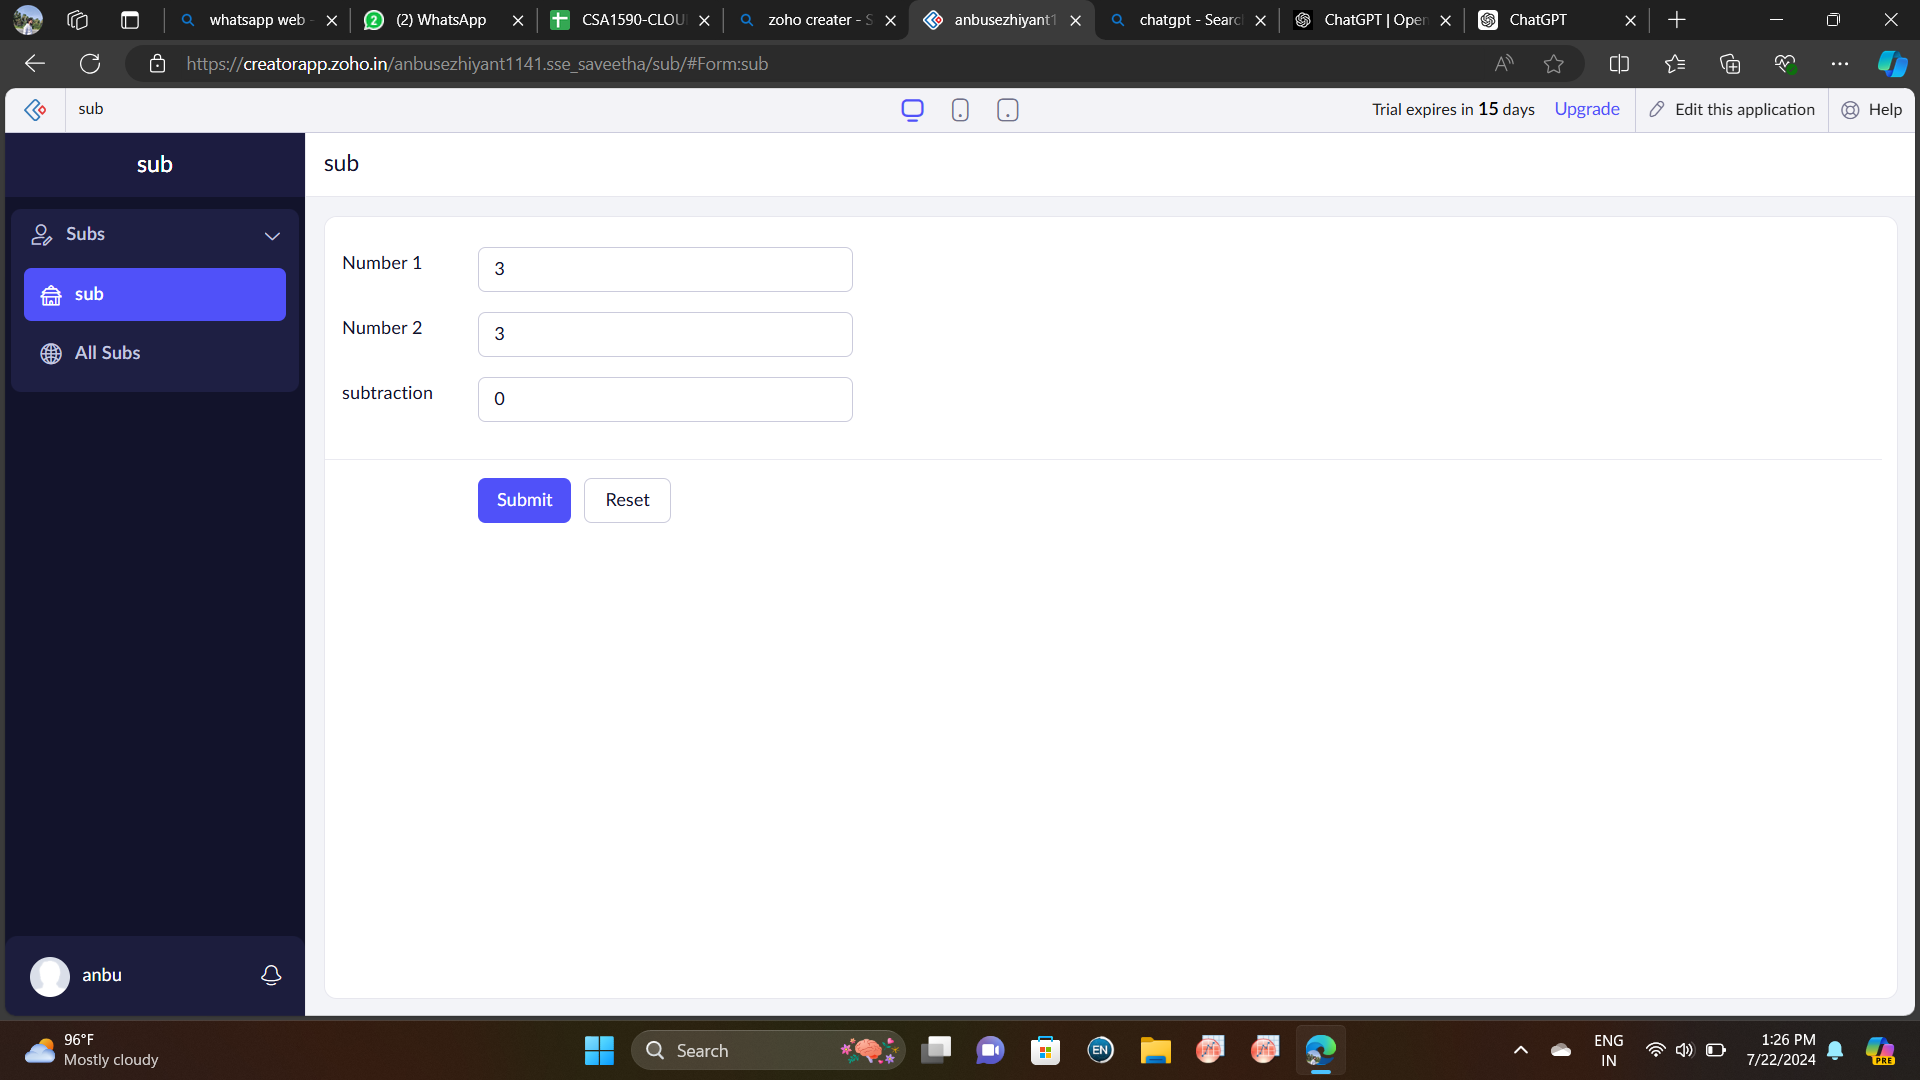 whatsapp web -
(2) WhatsApp
CSA1590-CLOU
zoho creater - S
anbusezhiyant1
chatgpt - Searc
ChatGPT | Open
ChatGPT
https://creatorapp.zoho.in/anbusezhiyant1141.sse_saveetha/sub/#Form:sub
sub
Trial expires in 15 days
Upgrade
Edit this application
Help
sub
sub
Subs
sub
All Subs
Number 1
3
Number 2
3
subtraction
0
Submit
Reset
anbu
96°F
Mostly cloudy
Search
EN
ENG
IN
1:26 PM
7/22/2024
PRE